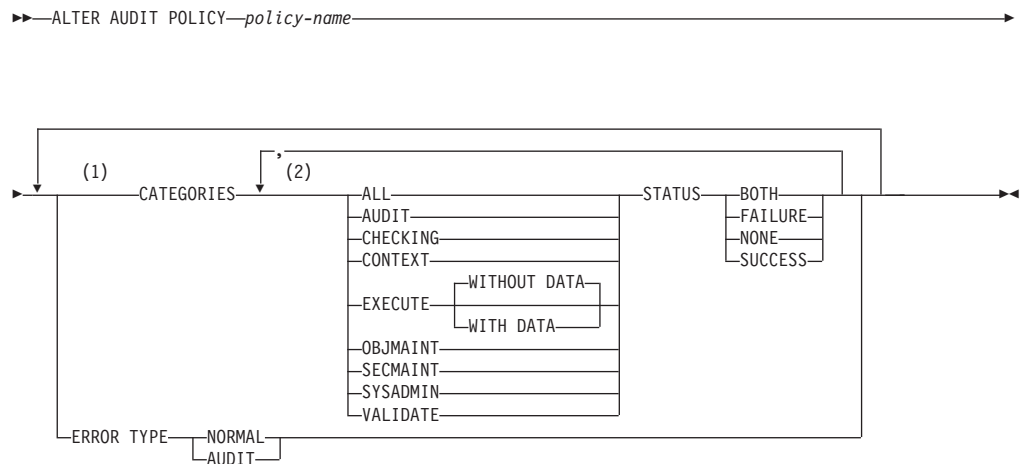 ALTER AUDIT POLICY policy-name
,
(1) (2)
CATEGORIES ALL STATUS BOTH
AUDIT FAILURE
CHECKING NONE
CONTEXT SUCCESS
WITHOUT DATA
EXECUTE
WITH DATA
OBJMAINT
SECMAINT
SYSADMIN
VALIDATE
ERROR TYPE NORMAL
AUDIT